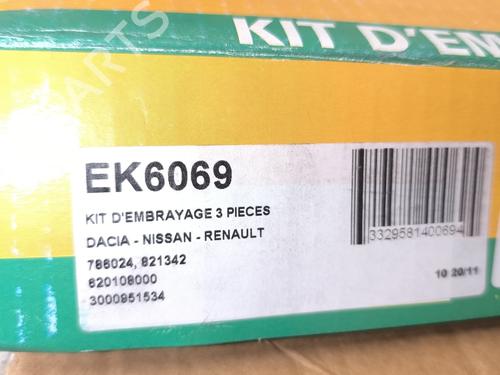 KIT D'EM
EK6069
KIT D'EMBRAYAGE 3 PIECES
DACIA - NISSAN - RENAULT
786024, 821342
620108000
3000951534
3329581400694
10 20/11